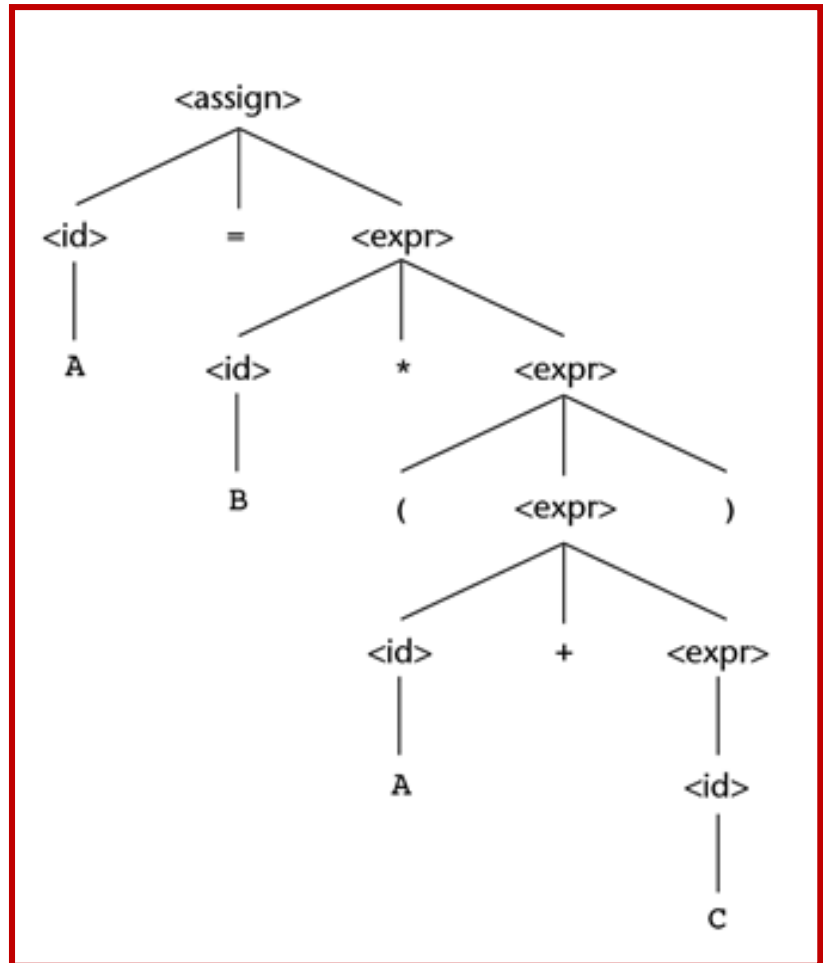 <assign>
<id> = <expr>
A <id> * <expr>
B ( <expr> )
<id> + <expr>
A <id>
C